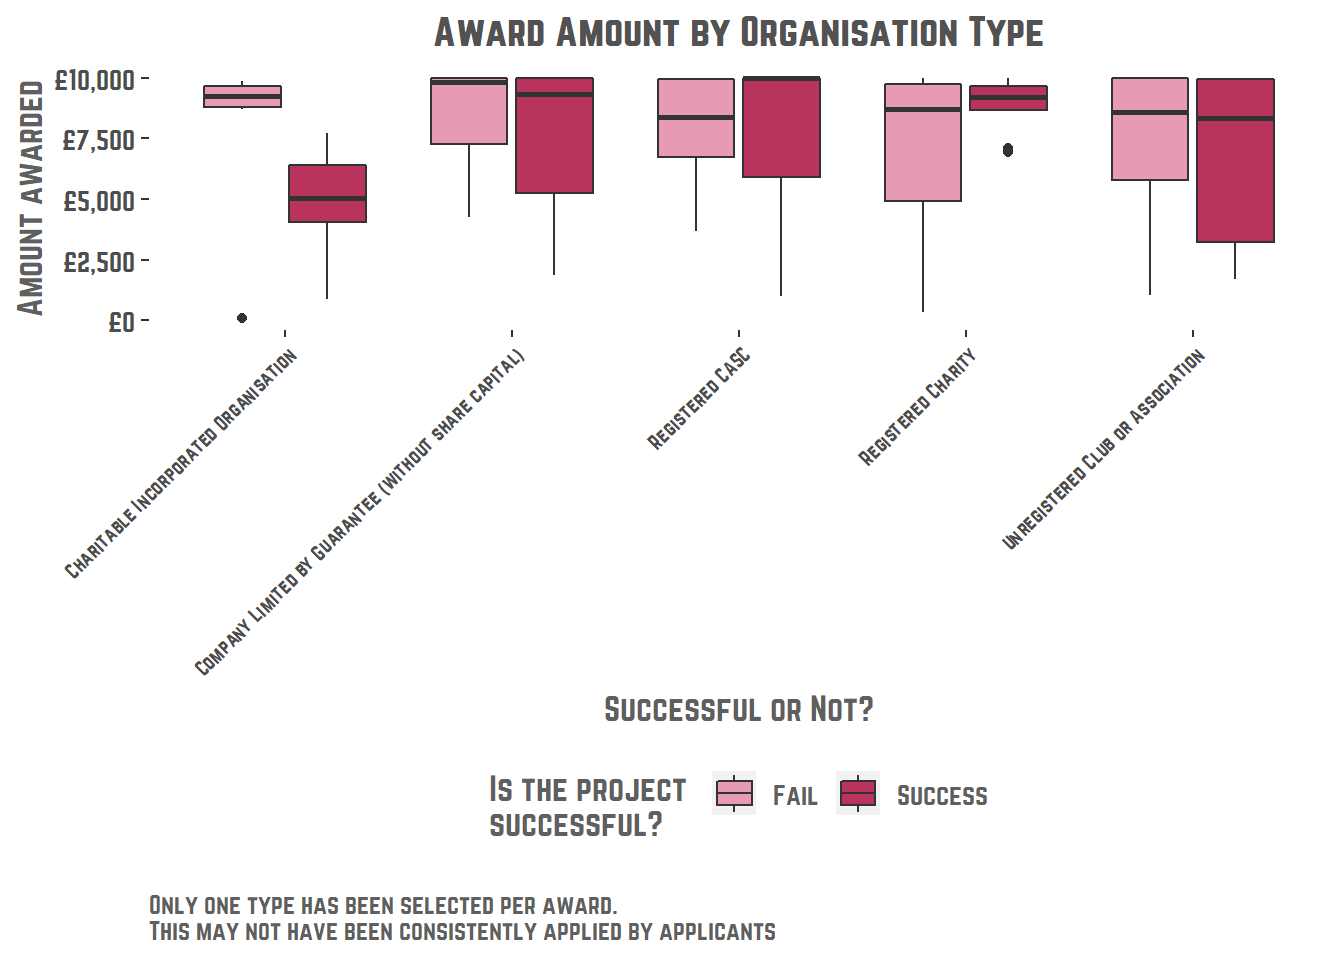 Award Amount by Organisation Type
Amount awarded
£10,000
£7,500
£5,000
£2,500
£0
Charitable Incorporated Organisation
Company Limited by Guarantee (without share capital)
Registered CASC
Registered Charity
Unregistered Club or Association
Successful or Not?
Is the project
successful?
Fail
Success
Only one type has been selected per award.
This may not have been consistently applied by applicants